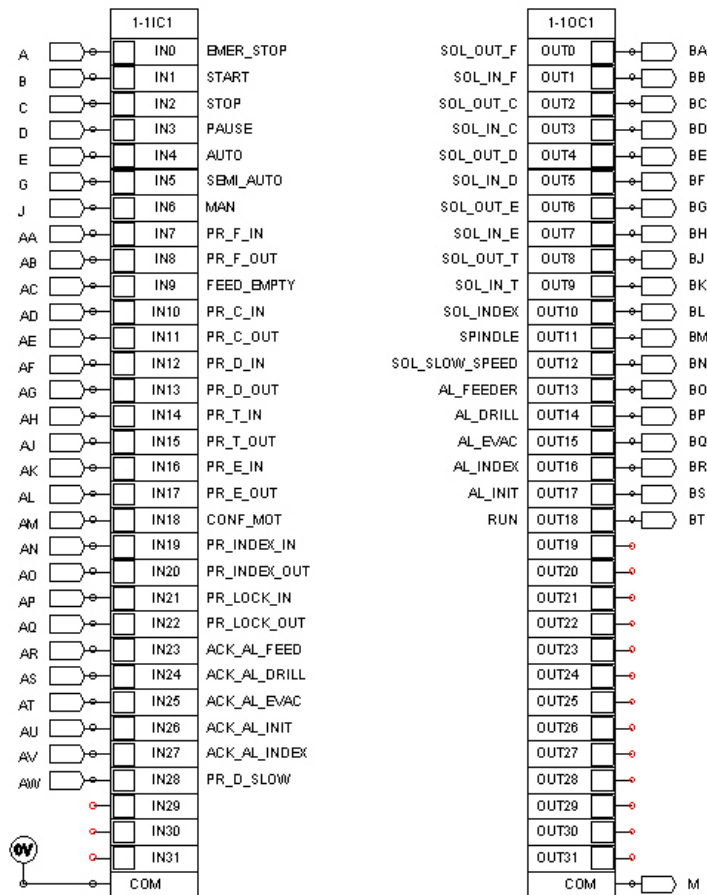 1-1IC1 1-1OC1
A IN0 EMER_STOP SOL_OUT_F OUT0 BA
B IN1 START SOL_IN_F OUT1 BB
C IN2 STOP SOL_OUT_C OUT2 BC
D IN3 PAUSE SOL_IN_C OUT3 BD
E IN4 AUTO SOL_OUT_D OUT4 BE
G IN5 SEMI_AUTO SOL_IN_D OUT5 BF
J IN6 MAN SOL_OUT_E OUT6 BG
AA IN7 PR_F_IN SOL_IN_E OUT7 BH
AB IN8 PR_F_OUT SOL_OUT_T OUT8 BJ
AC IN9 FEED_EMPTY SOL_IN_T OUT9 BK
AD IN10 PR_C_IN SOL_INDEX OUT10 BL
AE IN11 PR_C_OUT SPINDLE OUT11 BM
AF IN12 PR_D_IN SOL_SLOW_SPEED OUT12 BN
AG IN13 PR_D_OUT AL_FEEDER OUT13 BO
AH IN14 PR_T_IN AL_DRILL OUT14 BP
AJ IN15 PR_T_OUT AL_EVAC OUT15 BQ
AK IN16 PR_E_IN AL_INDEX OUT16 BR
AL IN17 PR_E_OUT AL_INIT OUT17 BS
AM IN18 CONF_MOT RUN OUT18 BT
AN IN19 PR_INDEX_IN OUT19
AO IN20 PR_INDEX_OUT OUT20
AP IN21 PR_LOCK_IN OUT21
AQ IN22 PR_LOCK_OUT OUT22
AR IN23 ACK_AL_FEED OUT23
AS IN24 ACK_AL_DRILL OUT24
AT IN25 ACK_AL_EVAC OUT25
AU IN26 ACK_AL_INIT OUT26
AV IN27 ACK_AL_INDEX OUT27
AW IN28 PR_D_SLOW OUT28
IN29 OUT29
IN30 OUT30
0V IN31 OUT31
COM COM M